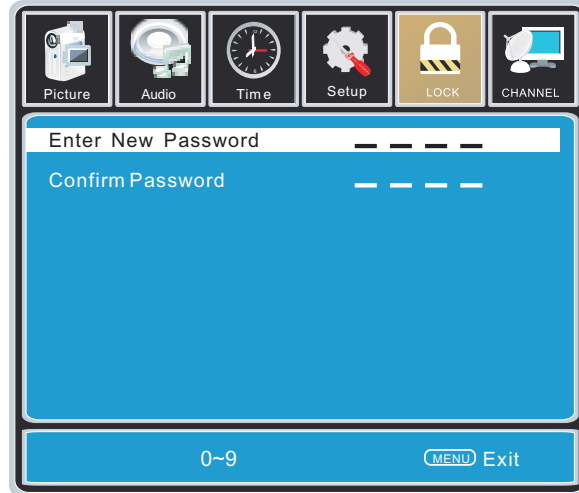 Picture Audio Time Setup LOCK CHANNEL
Enter New Password _ _ _ _
Confirm Password _ _ _ _
0~9 MENU Exit